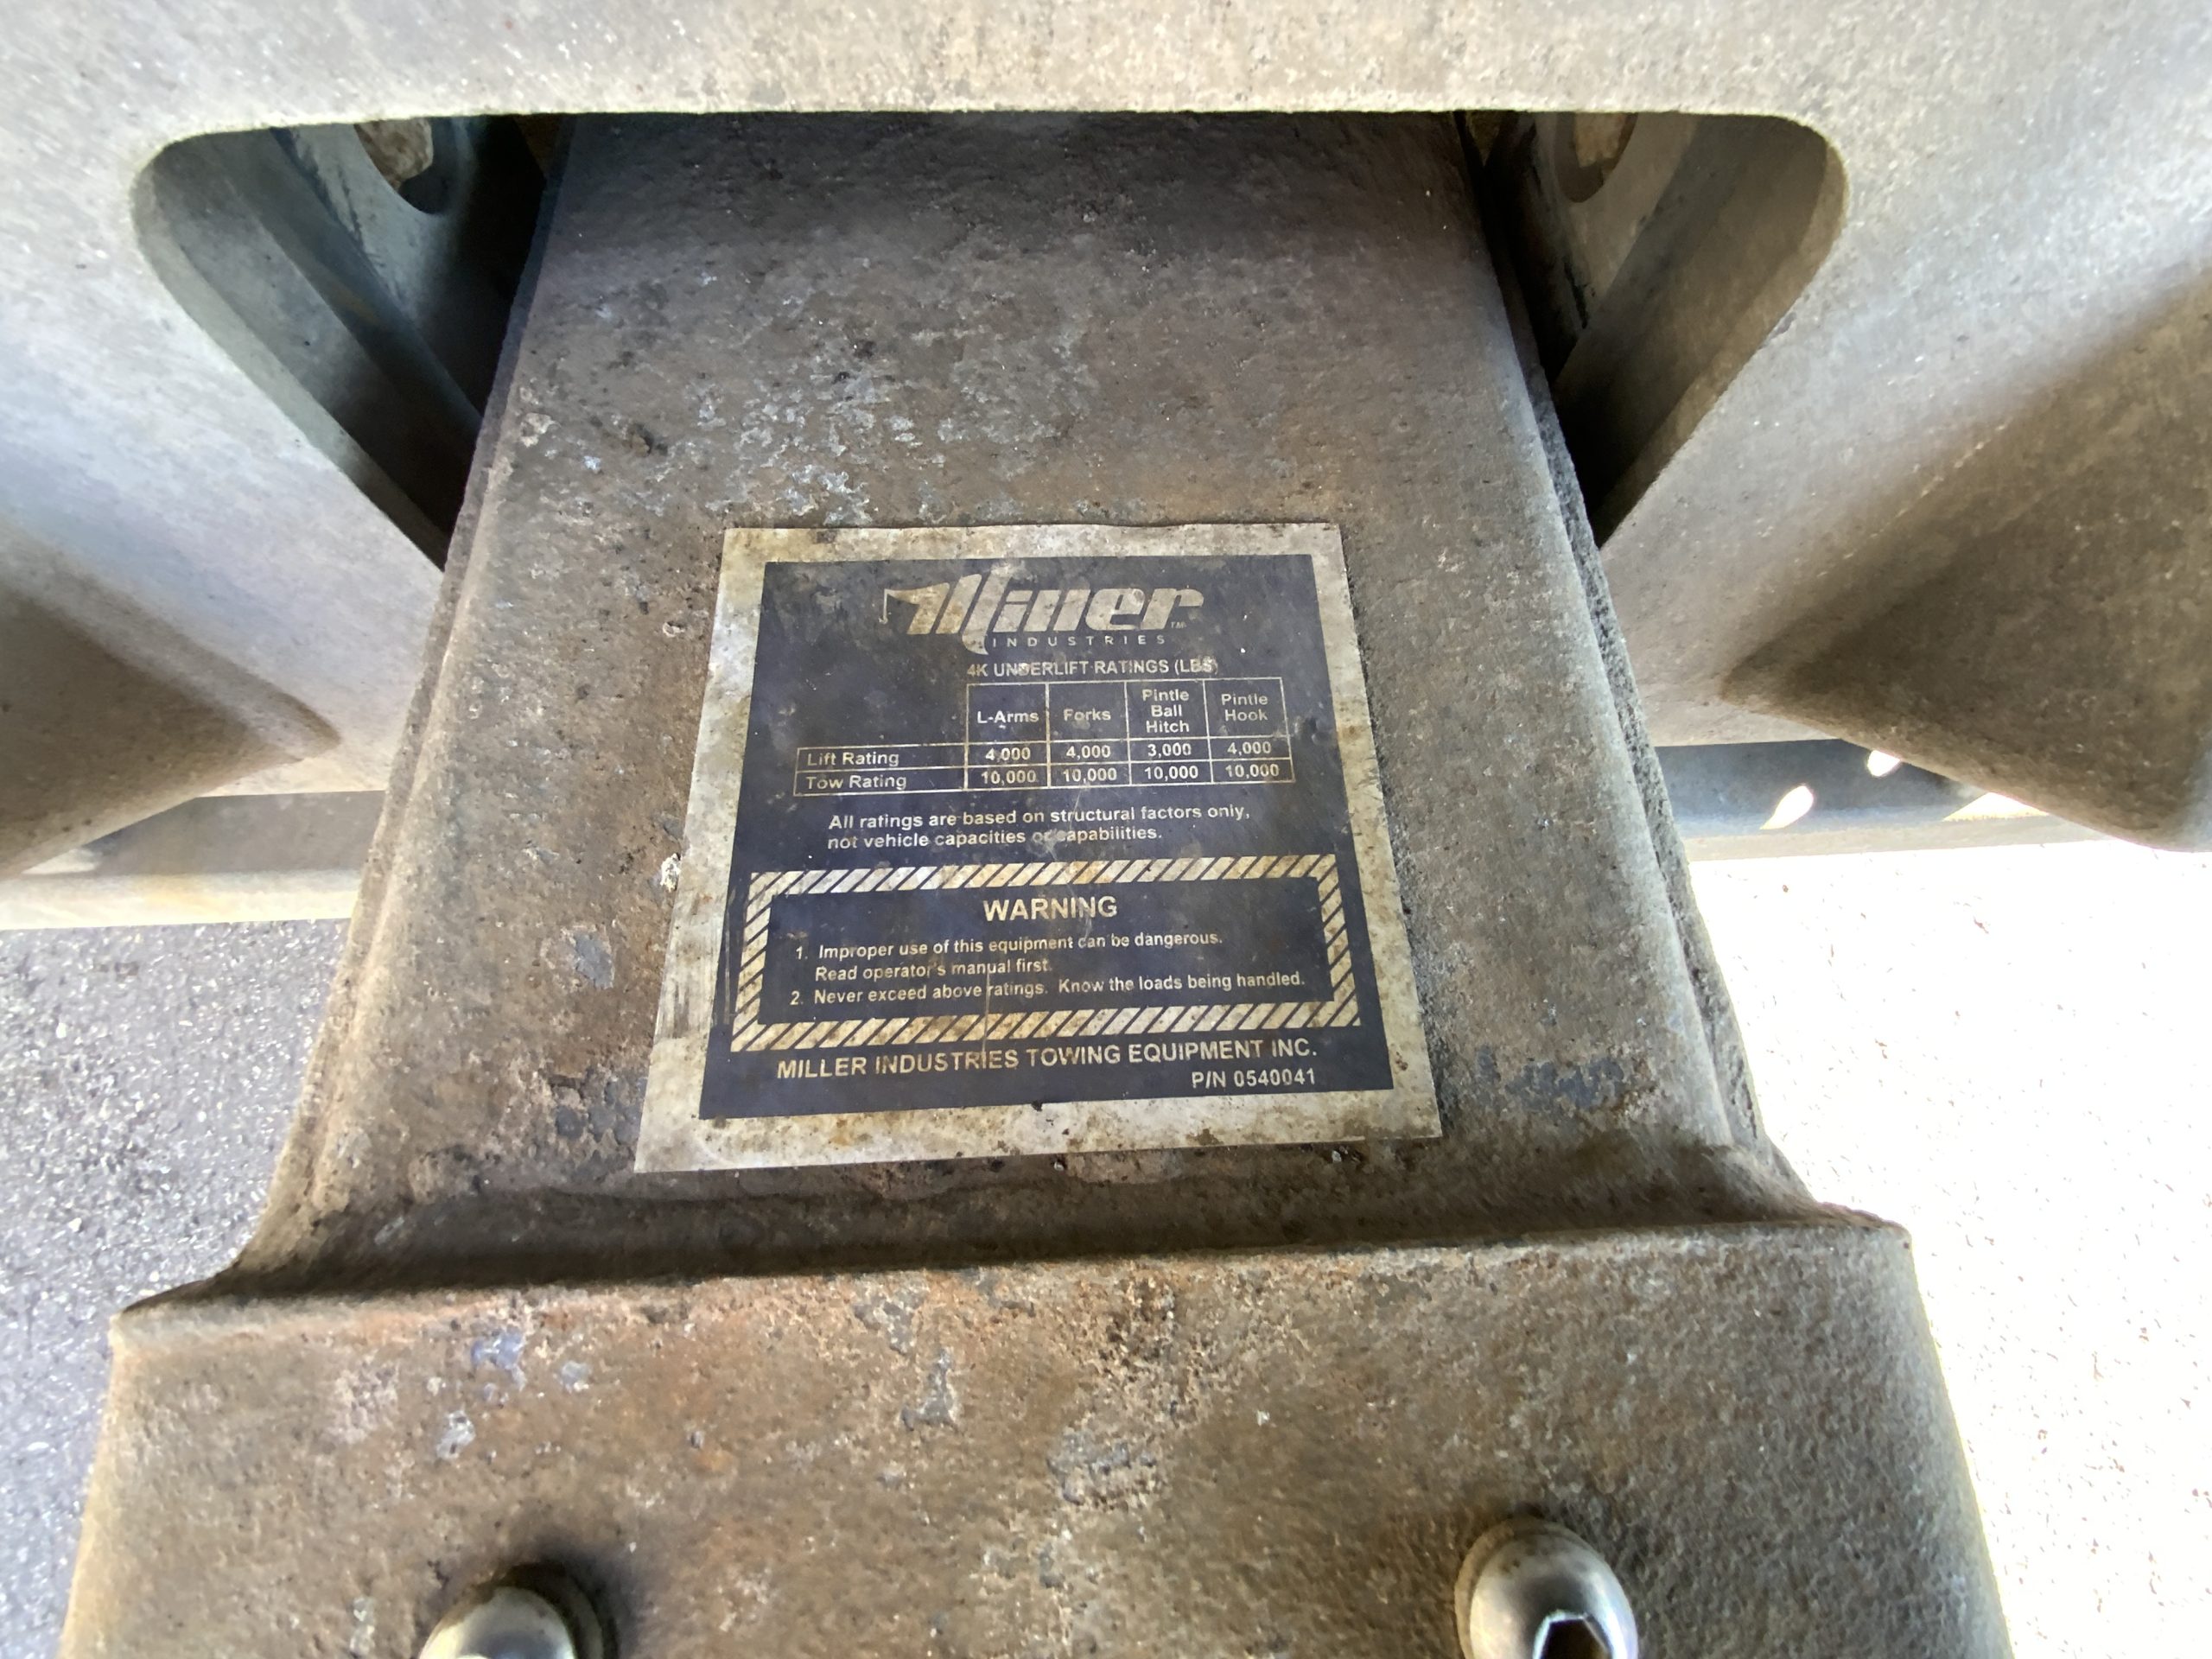 Miller
INDUSTRIES
4K UNDERLIFT RATINGS (LBS)
L-Arms Forks Pintle Ball Hitch Pintle Hook
Lift Rating 4,000 4,000 3,000 4,000
Tow Rating 10,000 10,000 10,000 10,000
All ratings are based on structural factors only,
not vehicle capacities or capabilities.
WARNING
1. Improper use of this equipment can be dangerous.
Read operator's manual first.
2. Never exceed above ratings. Know the loads being handled.
MILLER INDUSTRIES TOWING EQUIPMENT INC.
P/N 0540041